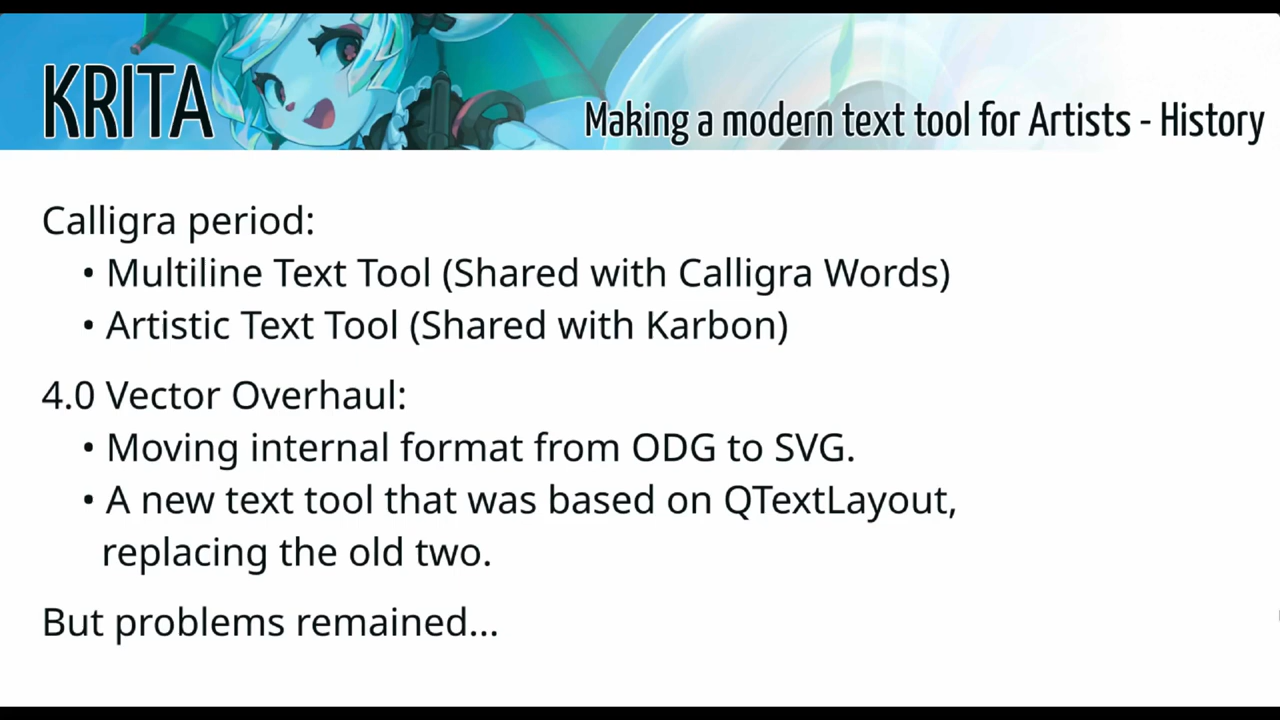 KRITA
Making a modern text tool for Artists - History
Calligra period:
• Multiline Text Tool (Shared with Calligra Words)
• Artistic Text Tool (Shared with Karbon)
4.0 Vector Overhaul:
• Moving internal format from ODG to SVG.
• A new text tool that was based on QTextLayout,
replacing the old two.
But problems remained...